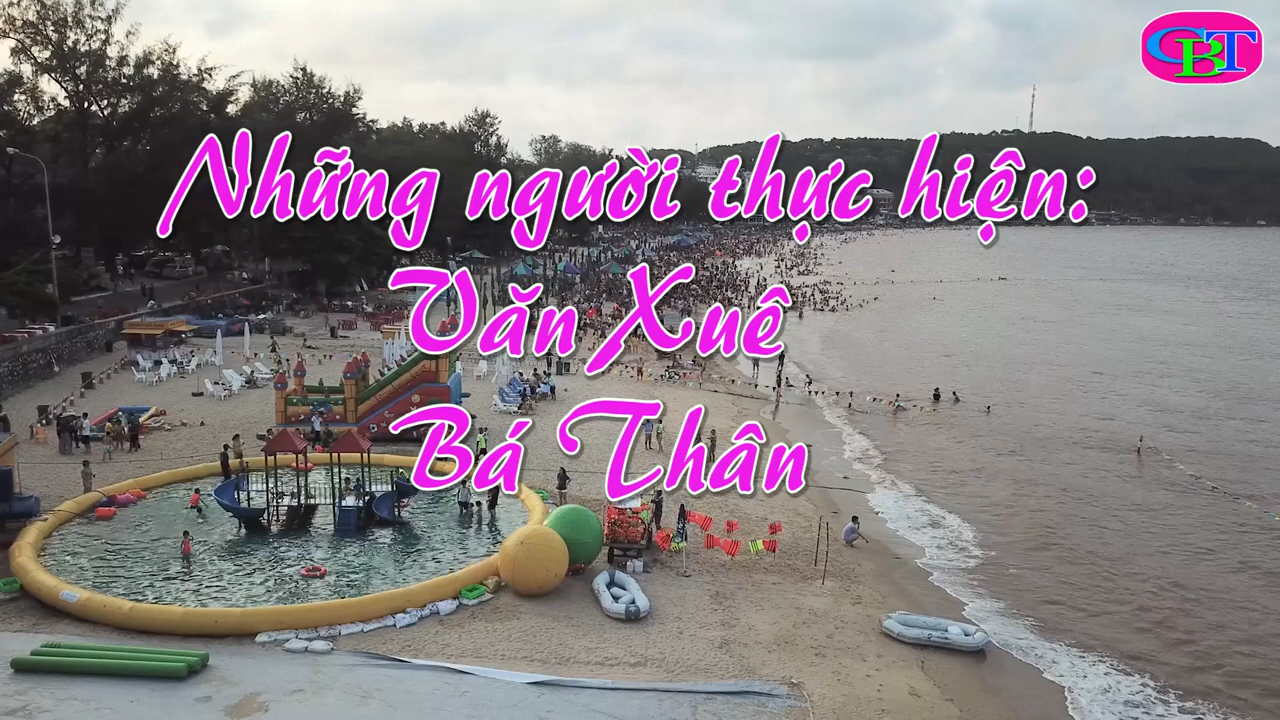 CBT
Những người thực hiện:
Văn Xuê
Bá Thân